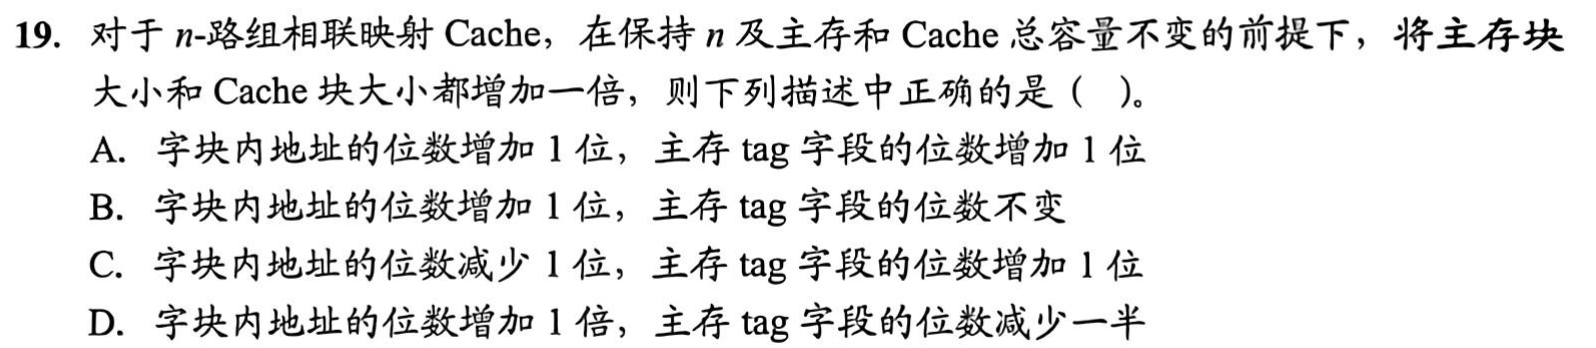 19. 对于 n-路组相联映射 Cache，在保持 n 及主存和 Cache 总容量不变的前提下，将主存块
大小和 Cache 块大小都增加一倍，则下列描述中正确的是（ ）。
A. 字块内地址的位数增加 1 位，主存 tag 字段的位数增加 1 位
B. 字块内地址的位数增加 1 位，主存 tag 字段的位数不变
C. 字块内地址的位数减少 1 位，主存 tag 字段的位数增加 1 位
D. 字块内地址的位数增加 1 倍，主存 tag 字段的位数减少一半